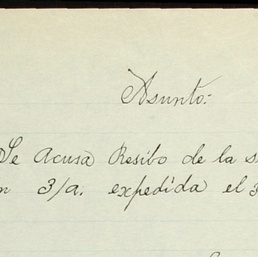 Asunto:-
Se Acusa Resibo de la s
n 3/a. expedida el